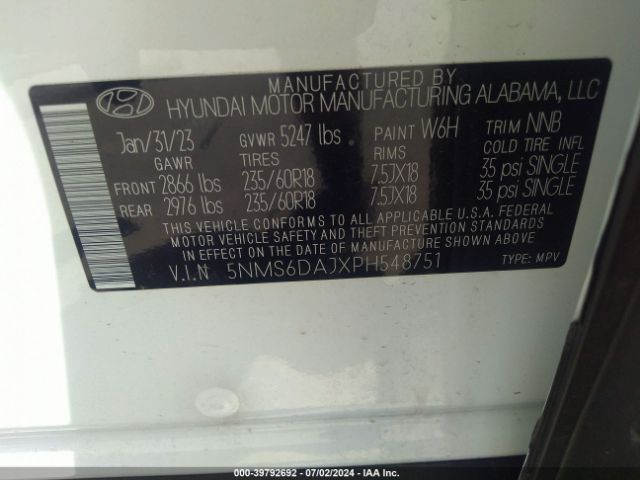 MANUFACTURED BY
HYUNDAI MOTOR MANUFACTURING ALABAMA, LLC
Jan/31/23 GVWR 5247 lbs PAINT W6H TRIM NNB
GAWR TIRES RIMS COLD TIRE INFL
FRONT 2866 lbs 235/60R18 7.5JX18 35 psi SINGLE
REAR 2976 lbs 235/60R18 7.5JX18 35 psi SINGLE
THIS VEHICLE CONFORMS TO ALL APPLICABLE U.S.A. FEDERAL
MOTOR VEHICLE SAFETY AND THEFT PREVENTION STANDARDS
IN EFFECT ON THE DATE OF MANUFACTURE SHOWN ABOVE.
V.I.N 5NMS6DAJXPH548751 TYPE: MPV
000-39792692 - 07/02/2024 - IAA Inc.